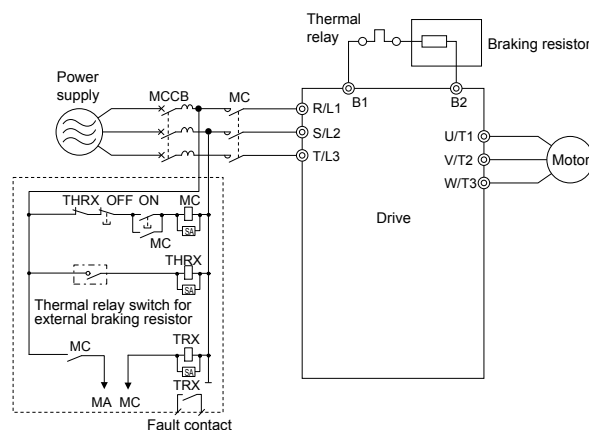 Thermal
relay
Braking resistor
Power
supply
MCCB
MC
B1
B2
R/L1
S/L2
T/L3
U/T1
V/T2
W/T3
Motor
Drive
THRX
OFF
ON
MC
SA
MC
THRX
SA
Thermal relay switch for
external braking resistor
MC
TRX
SA
MA
MC
TRX
Fault contact